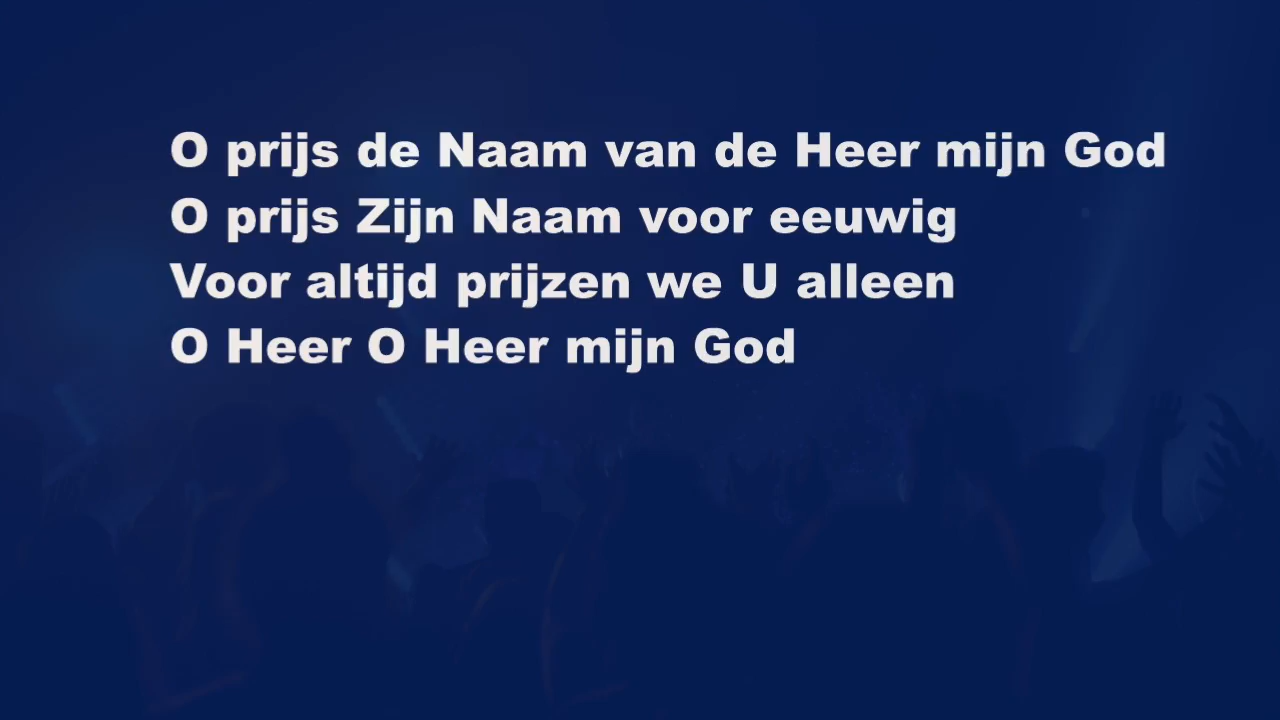 O prijs de Naam van de Heer mijn God
O prijs Zijn Naam voor eeuwig
Voor altijd prijzen we U alleen
O Heer O Heer mijn God